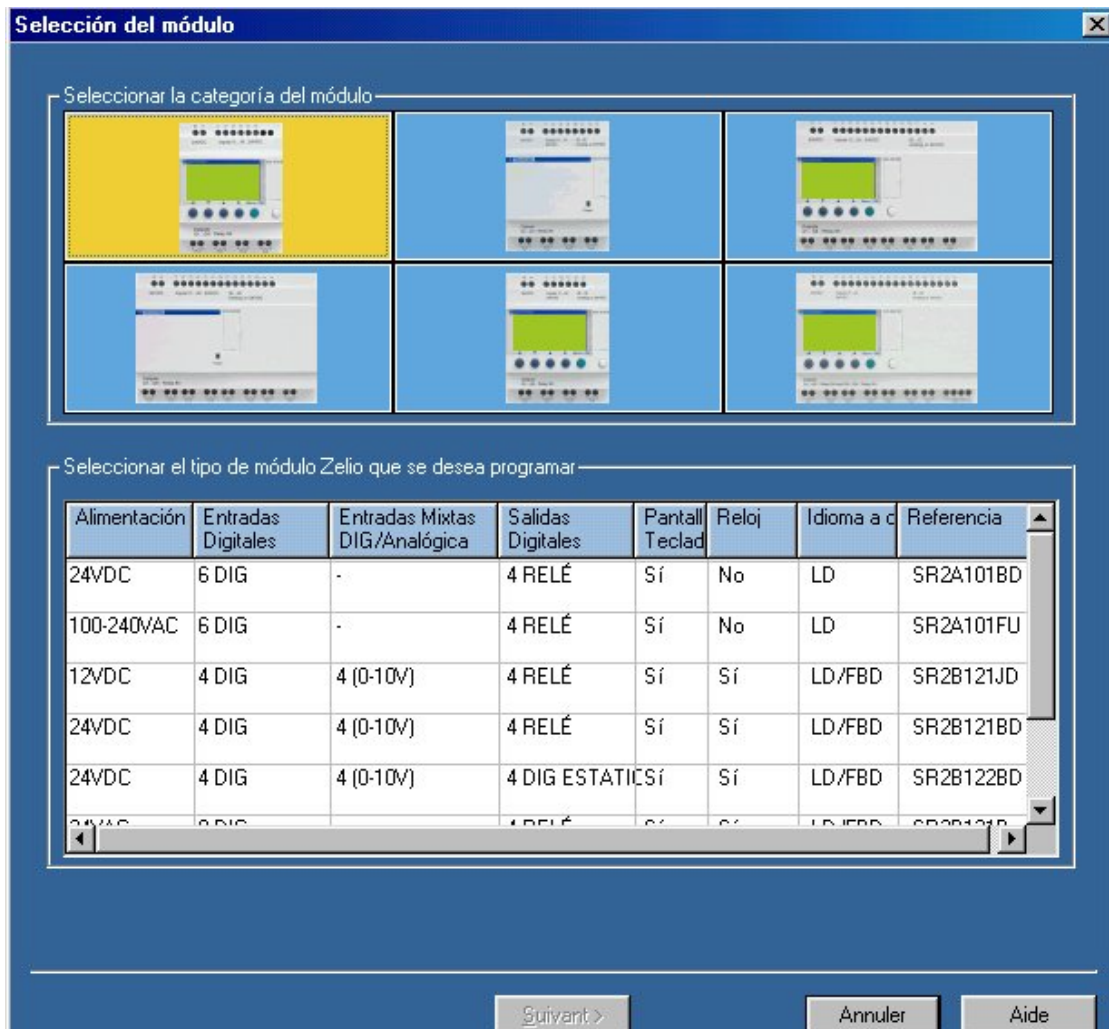 Selección del módulo
Seleccionar la categoría del módulo
Seleccionar el tipo de módulo Zelio que se desea programar
Alimentación Entradas Digitales Entradas Mixtas DIG/Analógica Salidas Digitales Pantall Teclad Reloj Idioma a c Referencia
24VDC 6 DIG - 4 RELÉ Sí No LD SR2A101BD
100-240VAC 6 DIG - 4 RELÉ Sí No LD SR2A101FU
12VDC 4 DIG 4 (0-10V) 4 RELÉ Sí Sí LD/FBD SR2B121JD
24VDC 4 DIG 4 (0-10V) 4 RELÉ Sí Sí LD/FBD SR2B121BD
24VDC 4 DIG 4 (0-10V) 4 DIG ESTATIC Sí Sí LD/FBD SR2B122BD
Suivant >
Annuler
Aide